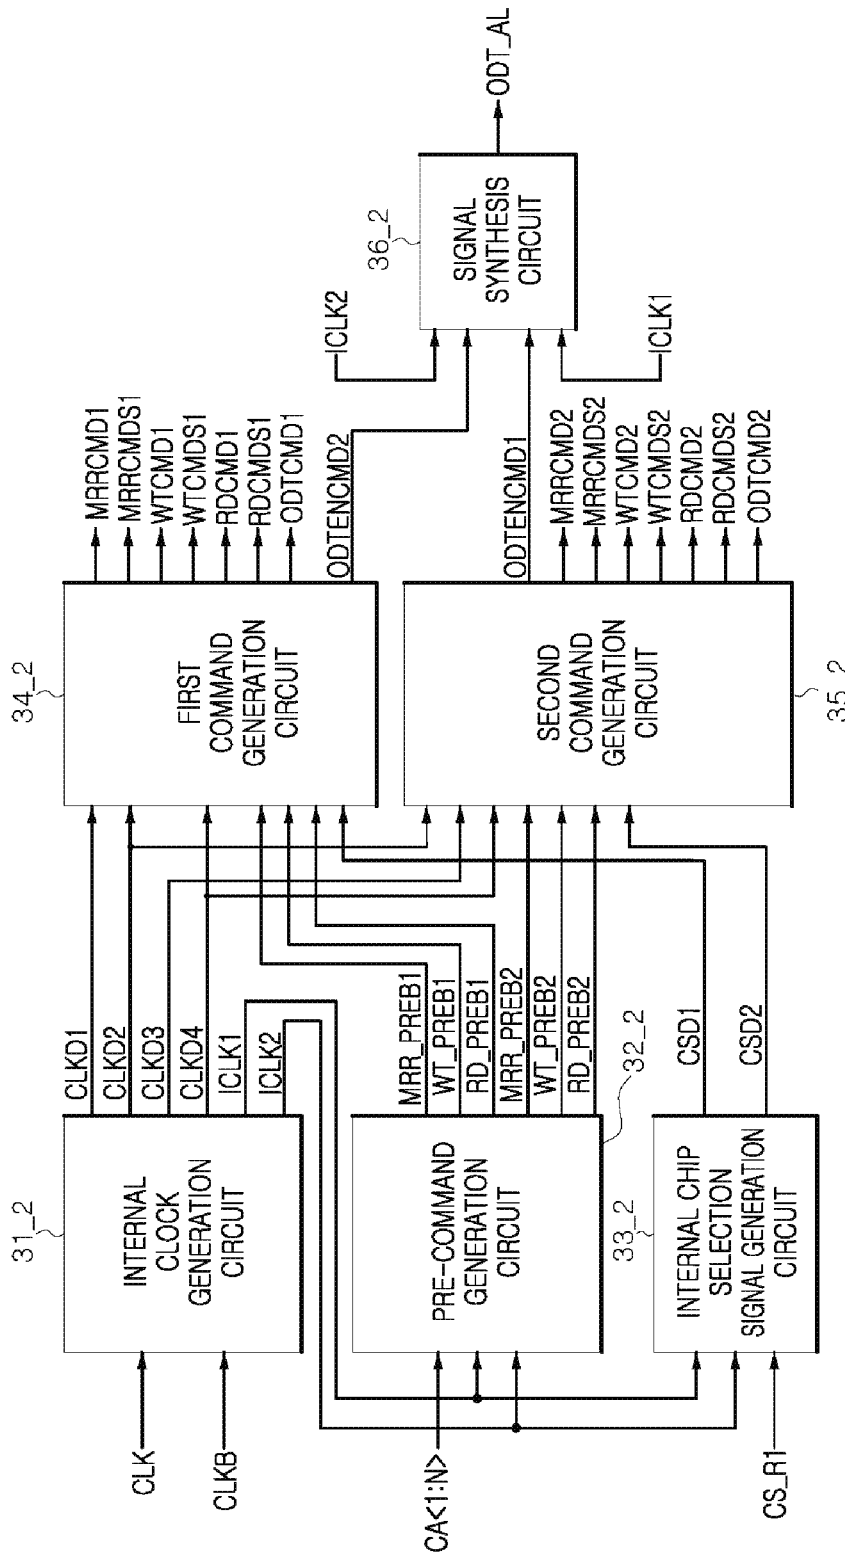 CLK
CLKB
CA<1:N>
CS_R1
31_2
INTERNAL
CLOCK
GENERATION
CIRCUIT
PRE-COMMAND
GENERATION
CIRCUIT
32_2
33_2
INTERNAL CHIP
SELECTION
SIGNAL GENERATION
CIRCUIT
CLKD1
CLKD2
CLKD3
CLKD4
ICLK1
ICLK2
MRR_PREB1
WT_PREB1
RD_PREB1
MRR_PREB2
WT_PREB2
RD_PREB2
CSD1
CSD2
34_2
FIRST
COMMAND
GENERATION
CIRCUIT
SECOND
COMMAND
GENERATION
CIRCUIT
35_2
MRRCMD1
MRRCMDS1
WTCMD1
WTCMDS1
RDCMD1
RDCMDS1
ODTCMD1
ODTENCMD2
ODTENCMD1
MRRCMD2
MRRCMDS2
WTCMD2
WTCMDS2
RDCMD2
RDCMDS2
ODTCMD2
ICLK2
ICLK1
36_2
SIGNAL
SYNTHESIS
CIRCUIT
ODT_AL